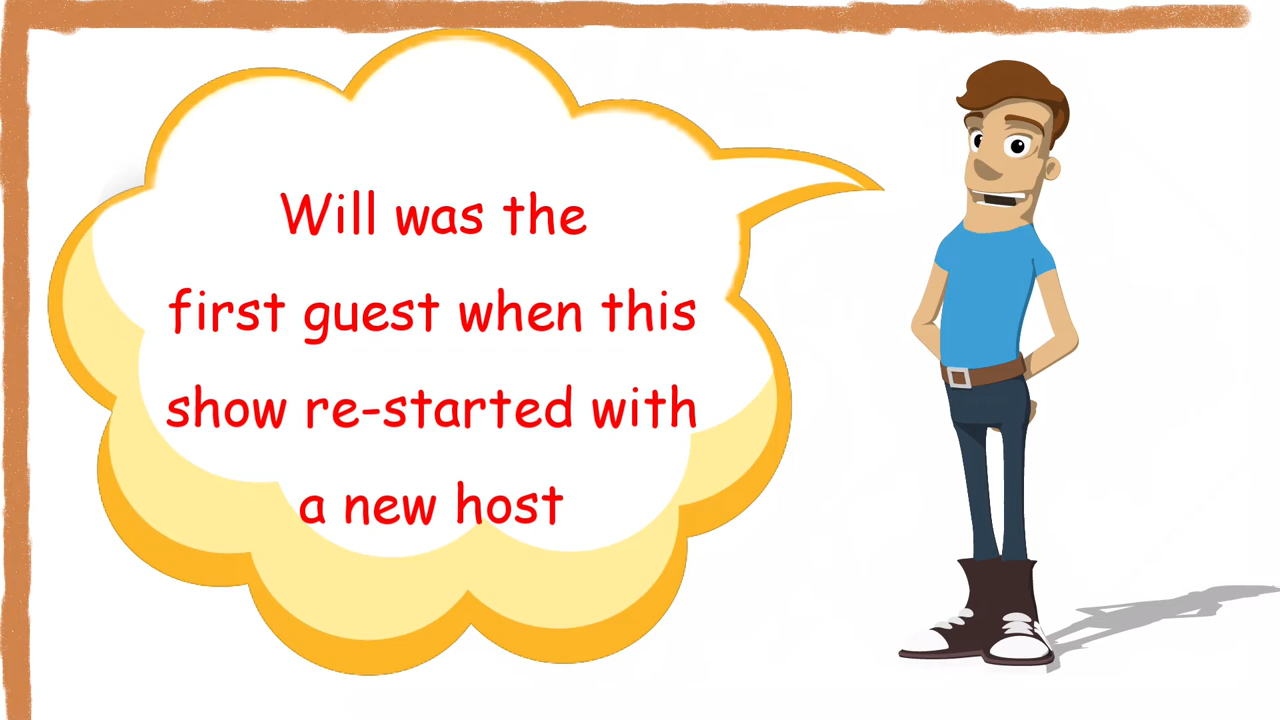 Will was the
first guest when this
show re-started with
a new host